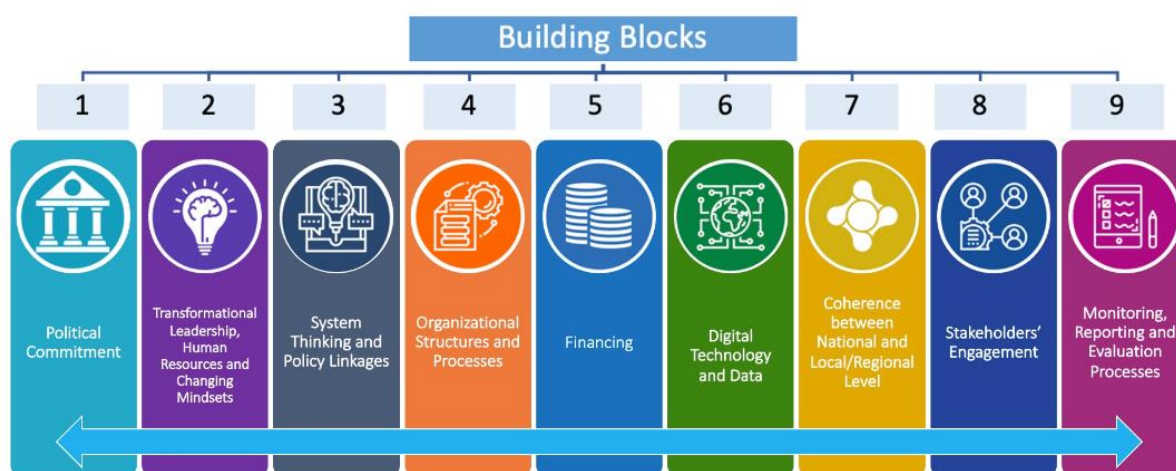 Building Blocks
1
2
3
4
5
6
7
8
9
Political
Commitment
Transformational
Leadership,
Human
Resources and
Changing
Mindsets
System
Thinking and
Policy Linkages
Organizational
Structures and
Processes
Financing
Digital
Technology
and Data
Coherence
between
National and
Local/Regional
Level
Stakeholders'
Engagement
Monitoring,
Reporting and
Evaluation
Processes